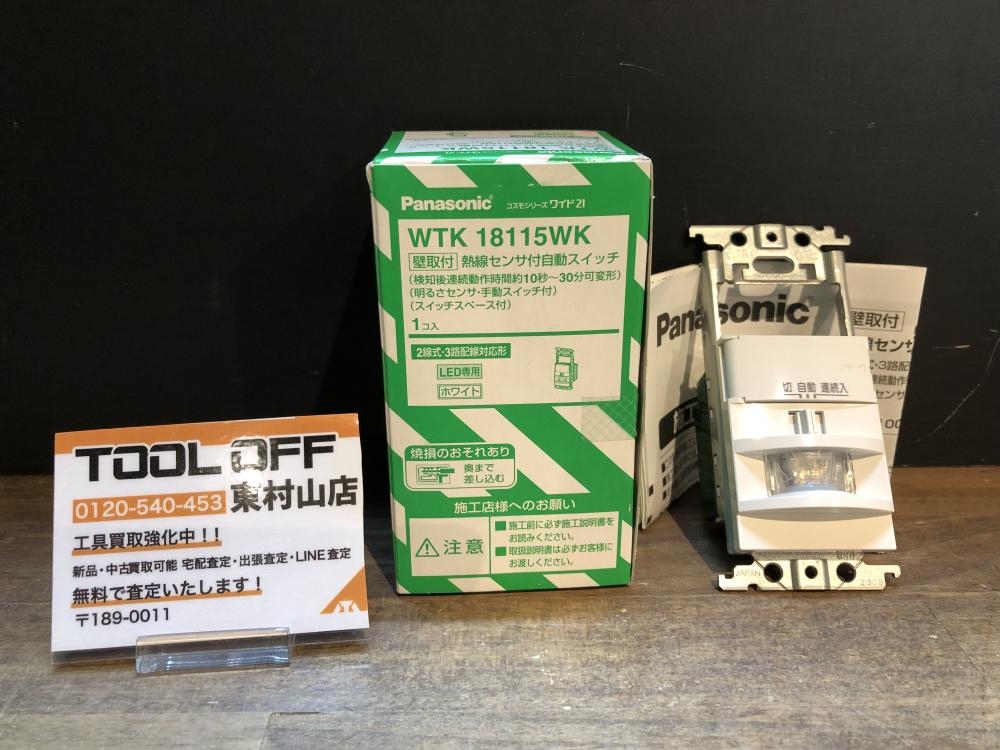 TOOL OFF
0120-540-453 東村山店
工具買取強化中！！
新品・中古買取可能 宅配査定・出張査定・LINE査定
無料で査定いたします！
〒189-0011
Panasonic コスモシリーズ ワイド21
WTK 18115WK
壁取付 熱線センサ付自動スイッチ
(検知後連続動作時間約10秒〜30分可変形)
(明るさセンサ・手動スイッチ付)
(スイッチスペース付)
1コ入
2線式・3路配線対応形
LED専用
ホワイト
焼損のおそれあり
奥まで
差し込む
施工店様へのお願い
注意
■施工前に必ず施工説明書を
お読みください。
■取扱説明書は必ずお客様に
お渡しください。
Panasonic
壁取付
切 自動 連続入
JAPAN
2308